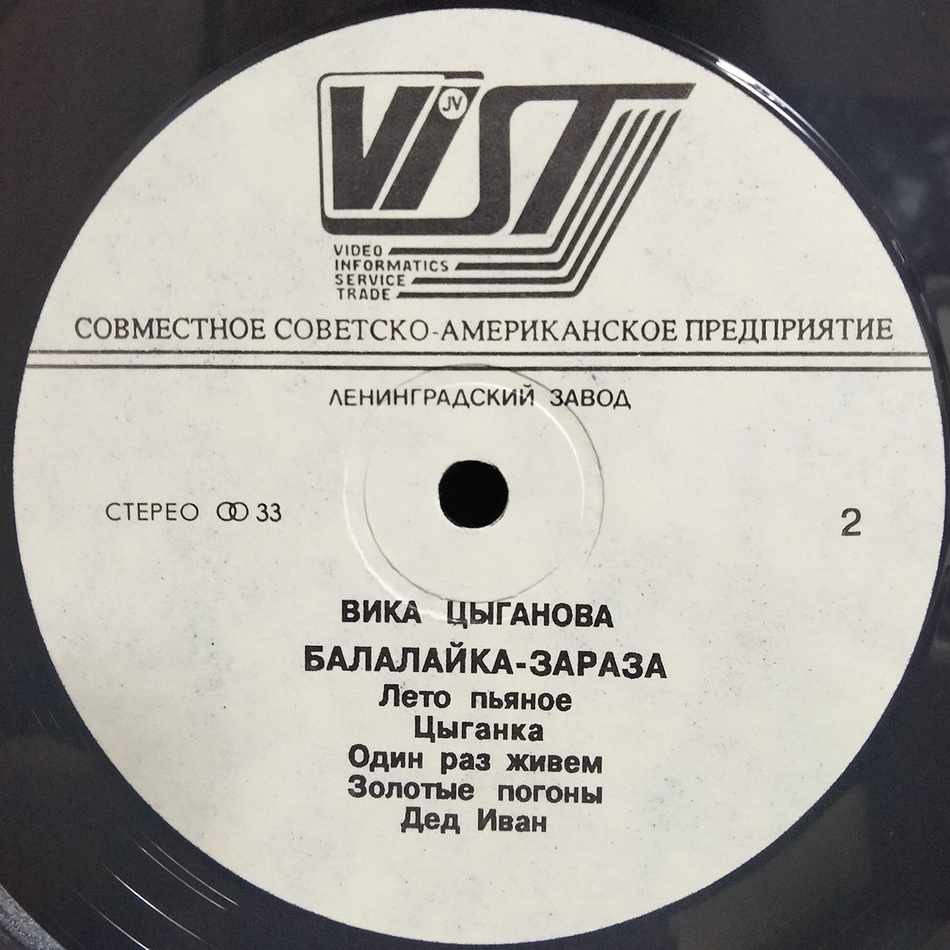 ViST
JV
VIDEO
INFORMATICS
SERVICE
TRADE
СОВМЕСТНОЕ СОВЕТСКО-АМЕРИКАНСКОЕ ПРЕДПРИЯТИЕ
ЛЕНИНГРАДСКИЙ ЗАВОД
СТЕРЕО ꝏ 33
2
ВИКА ЦЫГАНОВА
БАЛАЛАЙКА-ЗАРАЗА
Лето пьяное
Цыганка
Один раз живем
Золотые погоны
Дед Иван